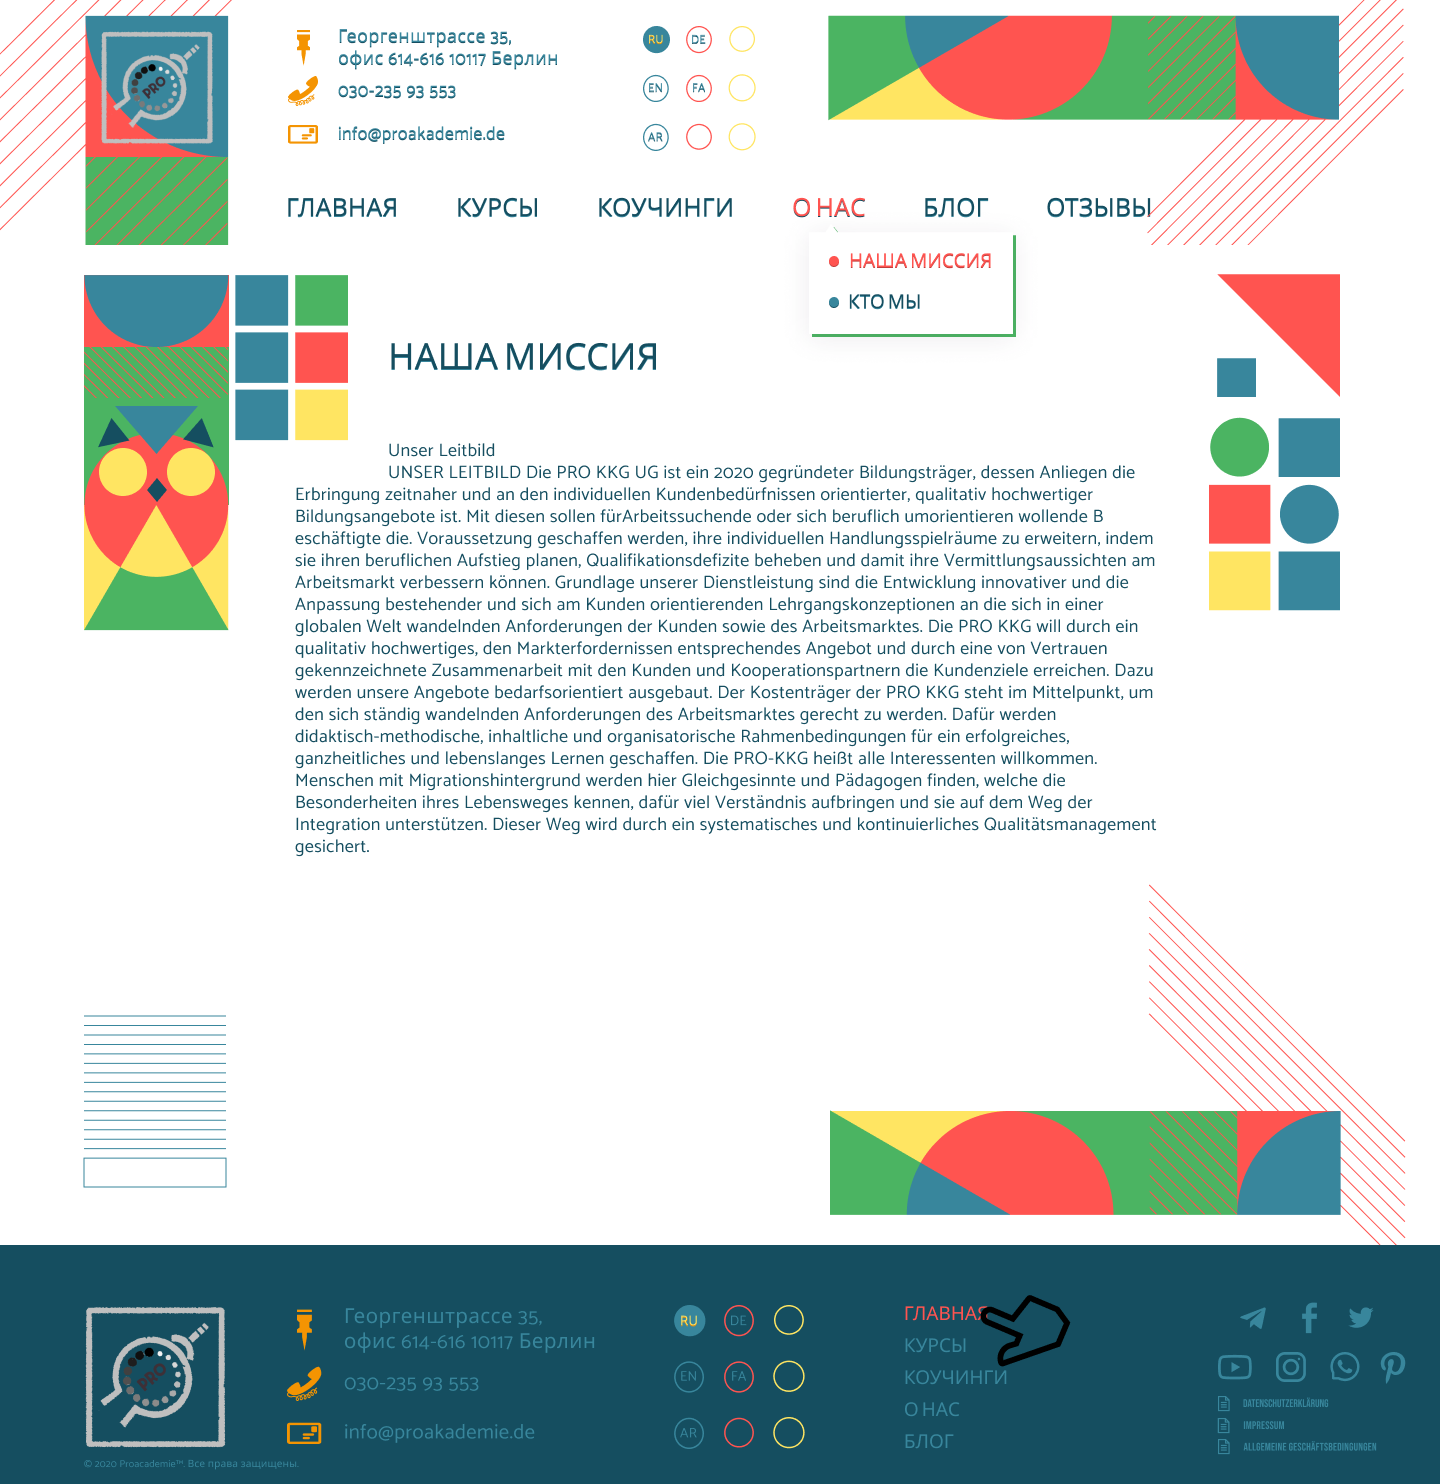 PRO
Георгенштрассе 35,
офис 614-616 10117 Берлин
030-235 93 553
info@proakademie.de
RU DE
EN FA
AR
ГЛАВНАЯ КУРСЫ КОУЧИНГИ О НАС БЛОГ ОТЗЫВЫ
НАША МИССИЯ
КТО МЫ
НАША МИССИЯ
Unser Leitbild
UNSER LEITBILD Die PRO KKG UG ist ein 2020 gegründeter Bildungsträger, dessen Anliegen die
Erbringung zeitnaher und an den individuellen Kundenbedürfnissen orientierter, qualitativ hochwertiger
Bildungsangebote ist. Mit diesen sollen fürArbeitssuchende oder sich beruflich umorientieren wollende B
eschäftigte die. Voraussetzung geschaffen werden, ihre individuellen Handlungsspielräume zu erweitern, indem
sie ihren beruflichen Aufstieg planen, Qualifikationsdefizite beheben und damit ihre Vermittlungsaussichten am
Arbeitsmarkt verbessern können. Grundlage unserer Dienstleistung sind die Entwicklung innovativer und die
Anpassung bestehender und sich am Kunden orientierenden Lehrgangskonzeptionen an die sich in einer
globalen Welt wandelnden Anforderungen der Kunden sowie des Arbeitsmarktes. Die PRO KKG will durch ein
qualitativ hochwertiges, den Markterfordernissen entsprechendes Angebot und durch eine von Vertrauen
gekennzeichnete Zusammenarbeit mit den Kunden und Kooperationspartnern die Kundenziele erreichen. Dazu
werden unsere Angebote bedarfsorientiert ausgebaut. Der Kostenträger der PRO KKG steht im Mittelpunkt, um
den sich ständig wandelnden Anforderungen des Arbeitsmarktes gerecht zu werden. Dafür werden
didaktisch-methodische, inhaltliche und organisatorische Rahmenbedingungen für ein erfolgreiches,
ganzheitliches und lebenslanges Lernen geschaffen. Die PRO-KKG heißt alle Interessenten willkommen.
Menschen mit Migrationshintergrund werden hier Gleichgesinnte und Pädagogen finden, welche die
Besonderheiten ihres Lebensweges kennen, dafür viel Verständnis aufbringen und sie auf dem Weg der
Integration unterstützen. Dieser Weg wird durch ein systematisches und kontinuierliches Qualitätsmanagement
gesichert.
PRO
Георгенштрассе 35,
офис 614-616 10117 Берлин
030-235 93 553
info@proakademie.de
RU DE
EN FA
AR
ГЛАВНАЯ
КУРСЫ
КОУЧИНГИ
О НАС
БЛОГ
DATENSCHUTZERKLÄRUNG
IMPRESSUM
ALLGEMEINE GESCHÄFTSBEDINGUNGEN
© 2020 Proacademie™. Все права защищены.